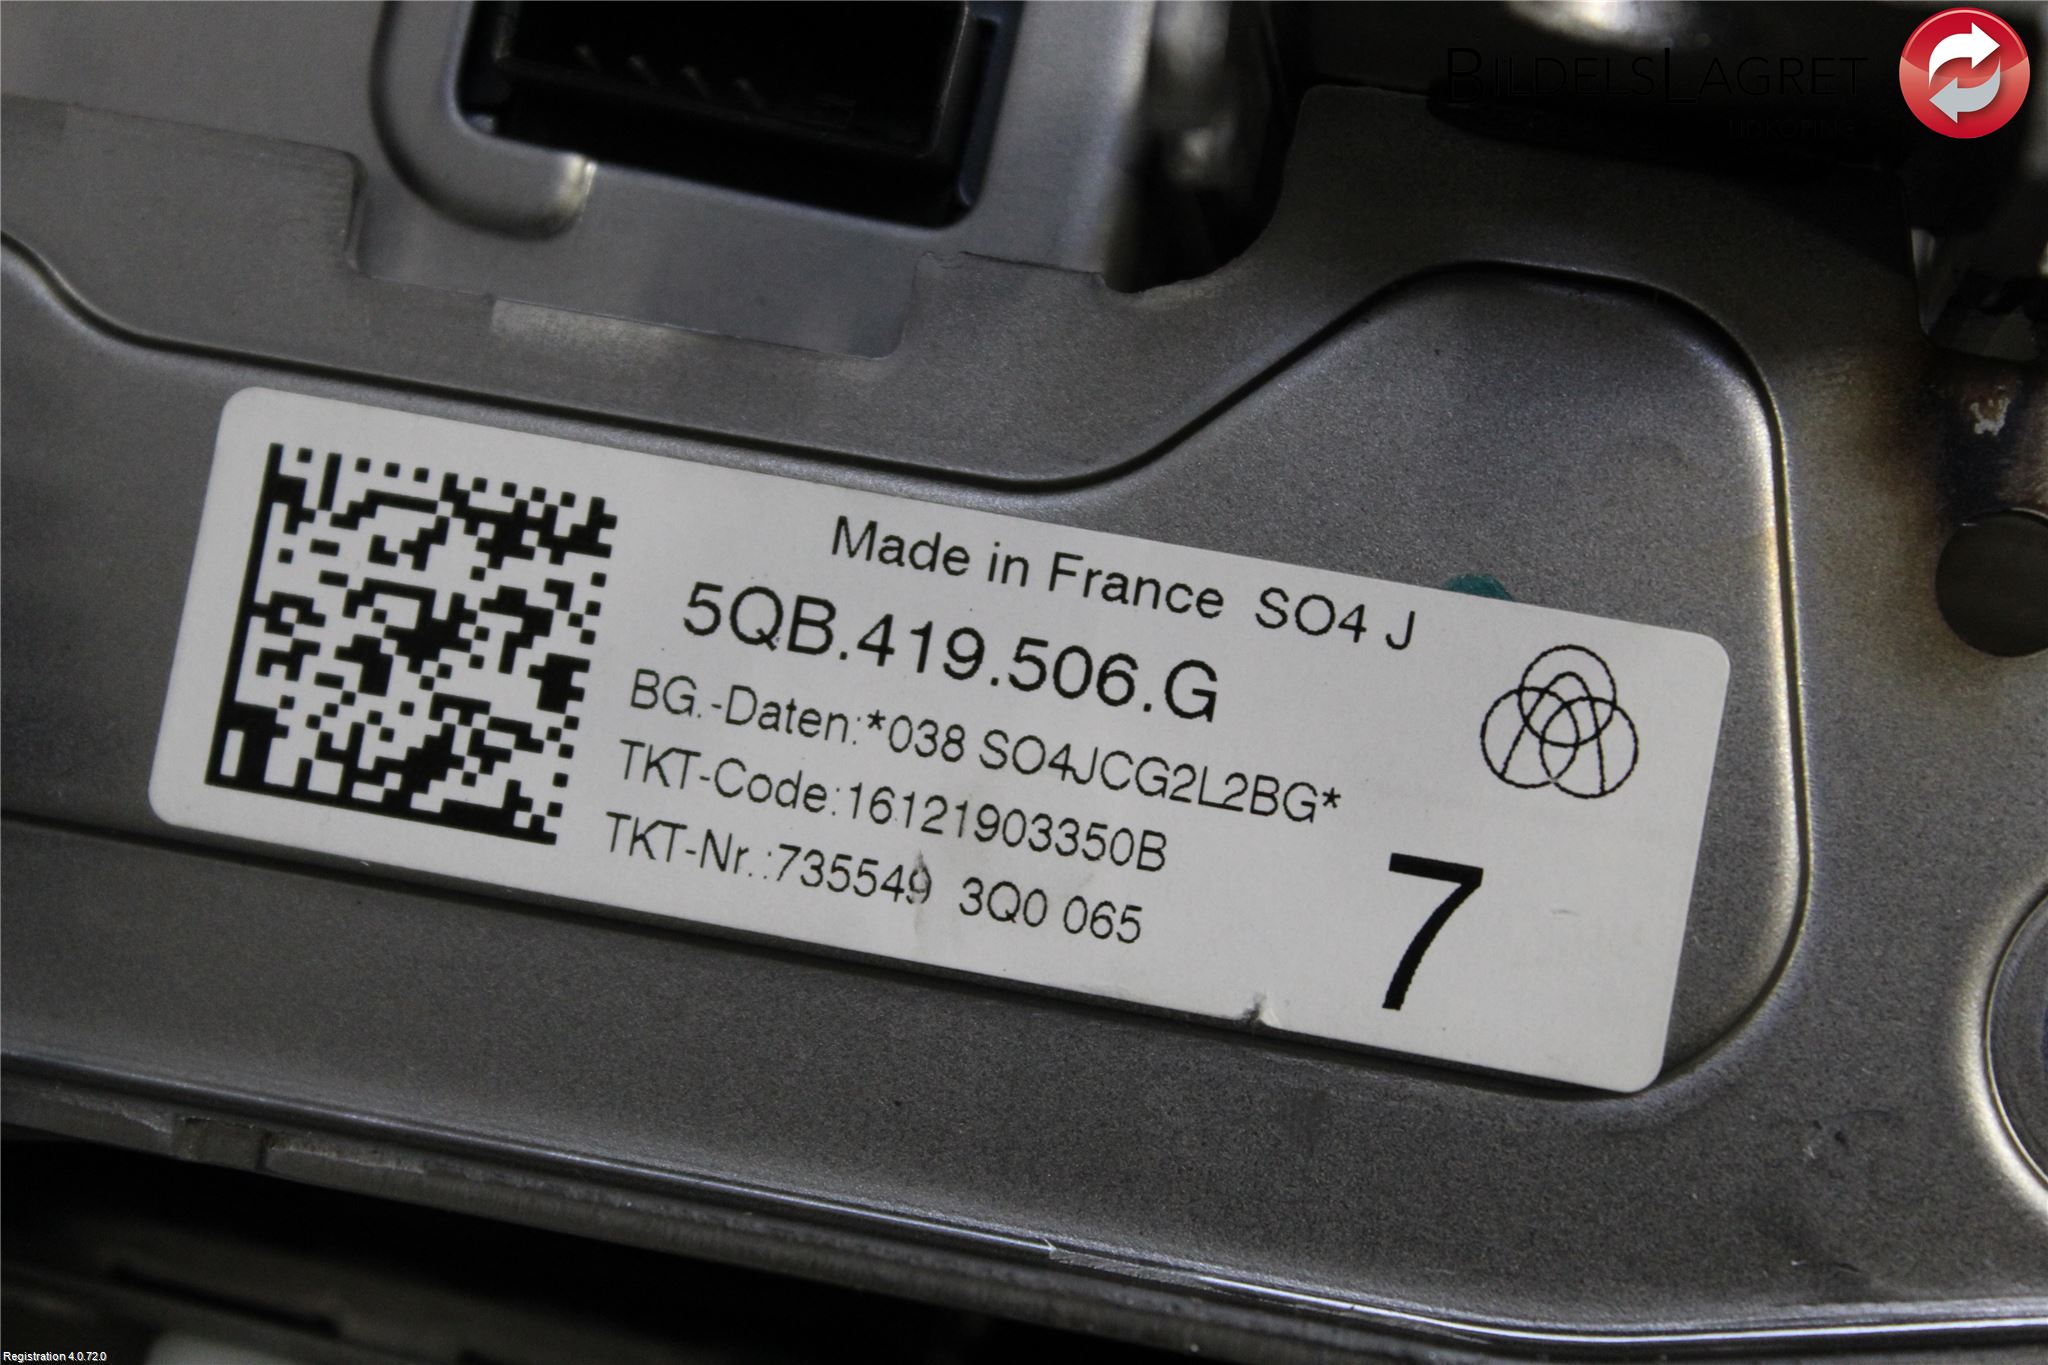 BILDELSLAGRET
LIDKÖPING
Made in France SO4 J
5QB.419.506.G
BG.-Daten:*038 SO4JCG2L2BG*
TKT-Code:16121903350B
TKT-Nr.:735549 3Q0 065
7
Registration 4.0.72.0